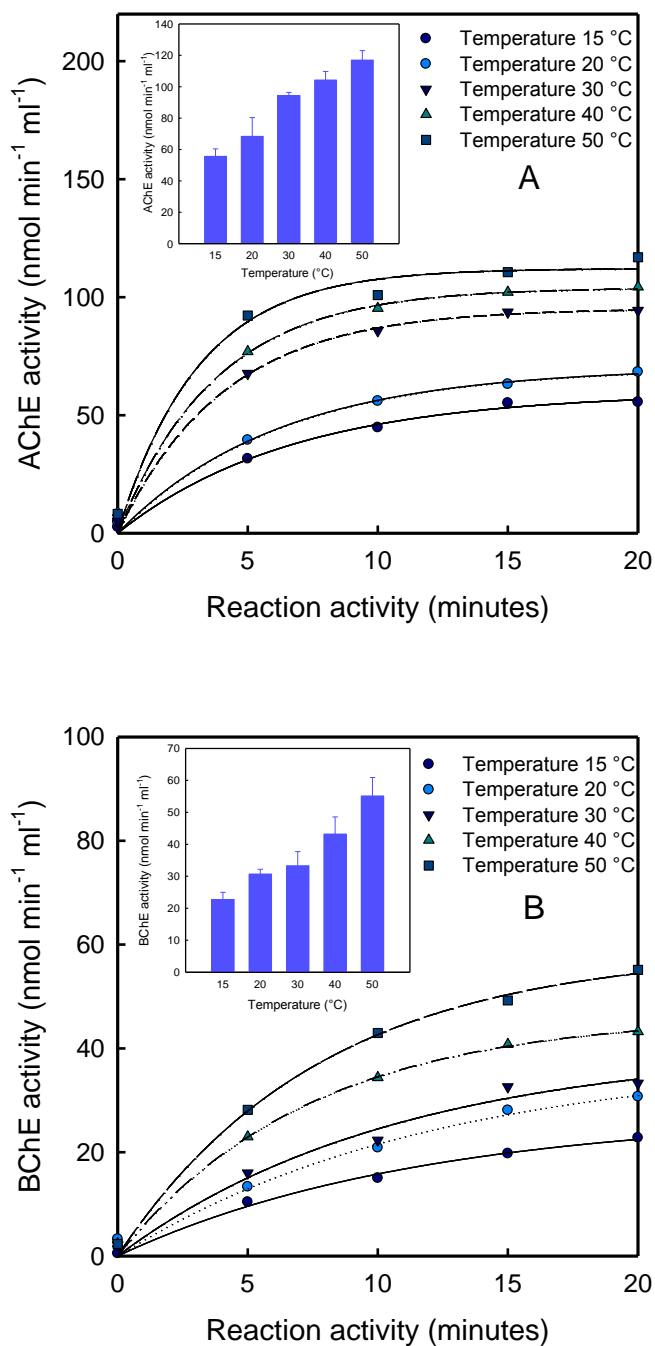 Temperature 15 °C
Temperature 20 °C
Temperature 30 °C
Temperature 40 °C
Temperature 50 °C
A
AChE activity (nmol min⁻¹ ml⁻¹)
200
150
100
50
0
0 5 10 15 20
Reaction activity (minutes)
AChE activity (nmol min⁻¹ ml⁻¹)
140
120
100
80
60
40
20
0
15 20 30 40 50
Temperature (°C)
Temperature 15 °C
Temperature 20 °C
Temperature 30 °C
Temperature 40 °C
Temperature 50 °C
B
BChE activity (nmol min⁻¹ ml⁻¹)
100
80
60
40
20
0
0 5 10 15 20
Reaction activity (minutes)
BChE activity (nmol min⁻¹ ml⁻¹)
70
60
50
40
30
20
10
0
15 20 30 40 50
Temperature (°C)